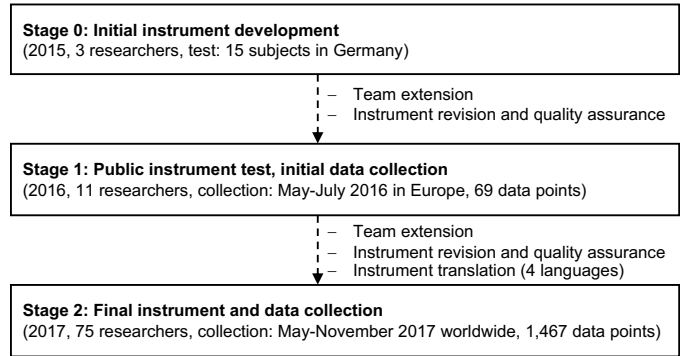 Stage 0: Initial instrument development
(2015, 3 researchers, test: 15 subjects in Germany)
– Team extension
– Instrument revision and quality assurance
Stage 1: Public instrument test, initial data collection
(2016, 11 researchers, collection: May-July 2016 in Europe, 69 data points)
– Team extension
– Instrument revision and quality assurance
– Instrument translation (4 languages)
Stage 2: Final instrument and data collection
(2017, 75 researchers, collection: May-November 2017 worldwide, 1,467 data points)